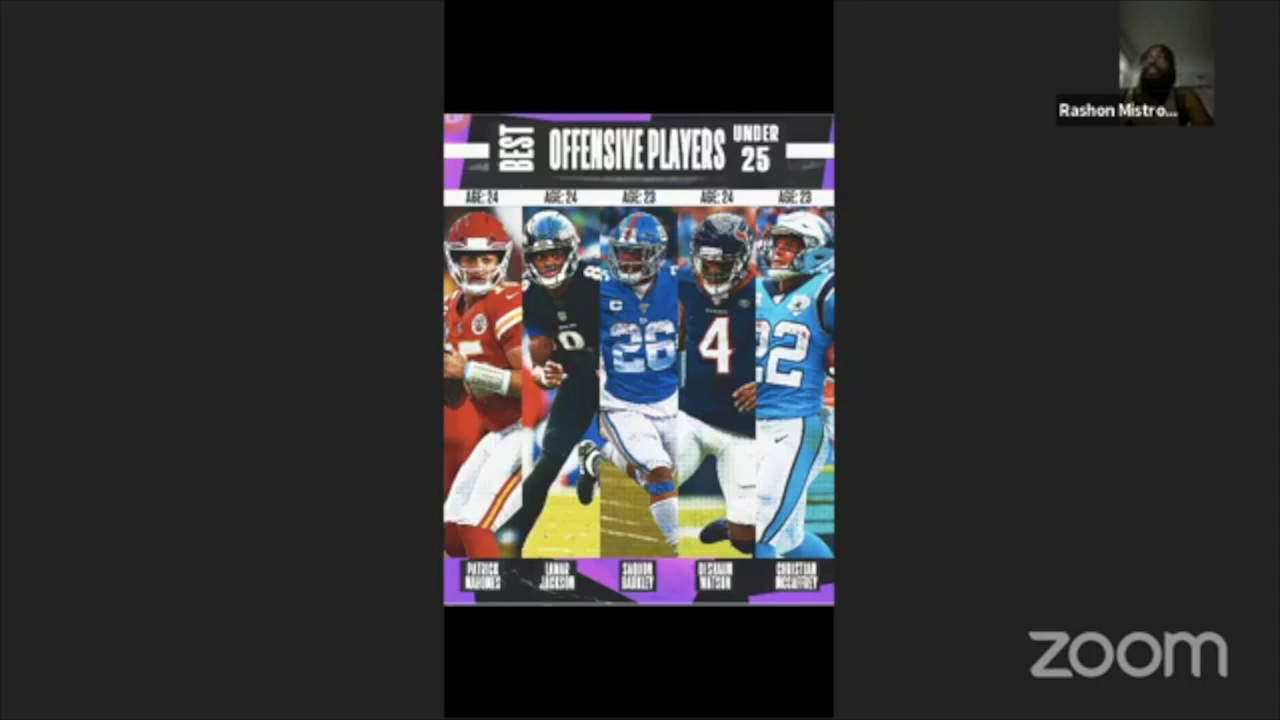 Rashon Mistro...
BEST
OFFENSIVE PLAYERS
UNDER
25
AGE: 24
AGE: 24
AGE: 23
AGE: 24
AGE: 23
8
26
4
22
PATRICK
MAHOMES
LAMAR
JACKSON
SAQUON
BARKLEY
DESHAUN
WATSON
CHRISTIAN
MCCAFFREY
zoom